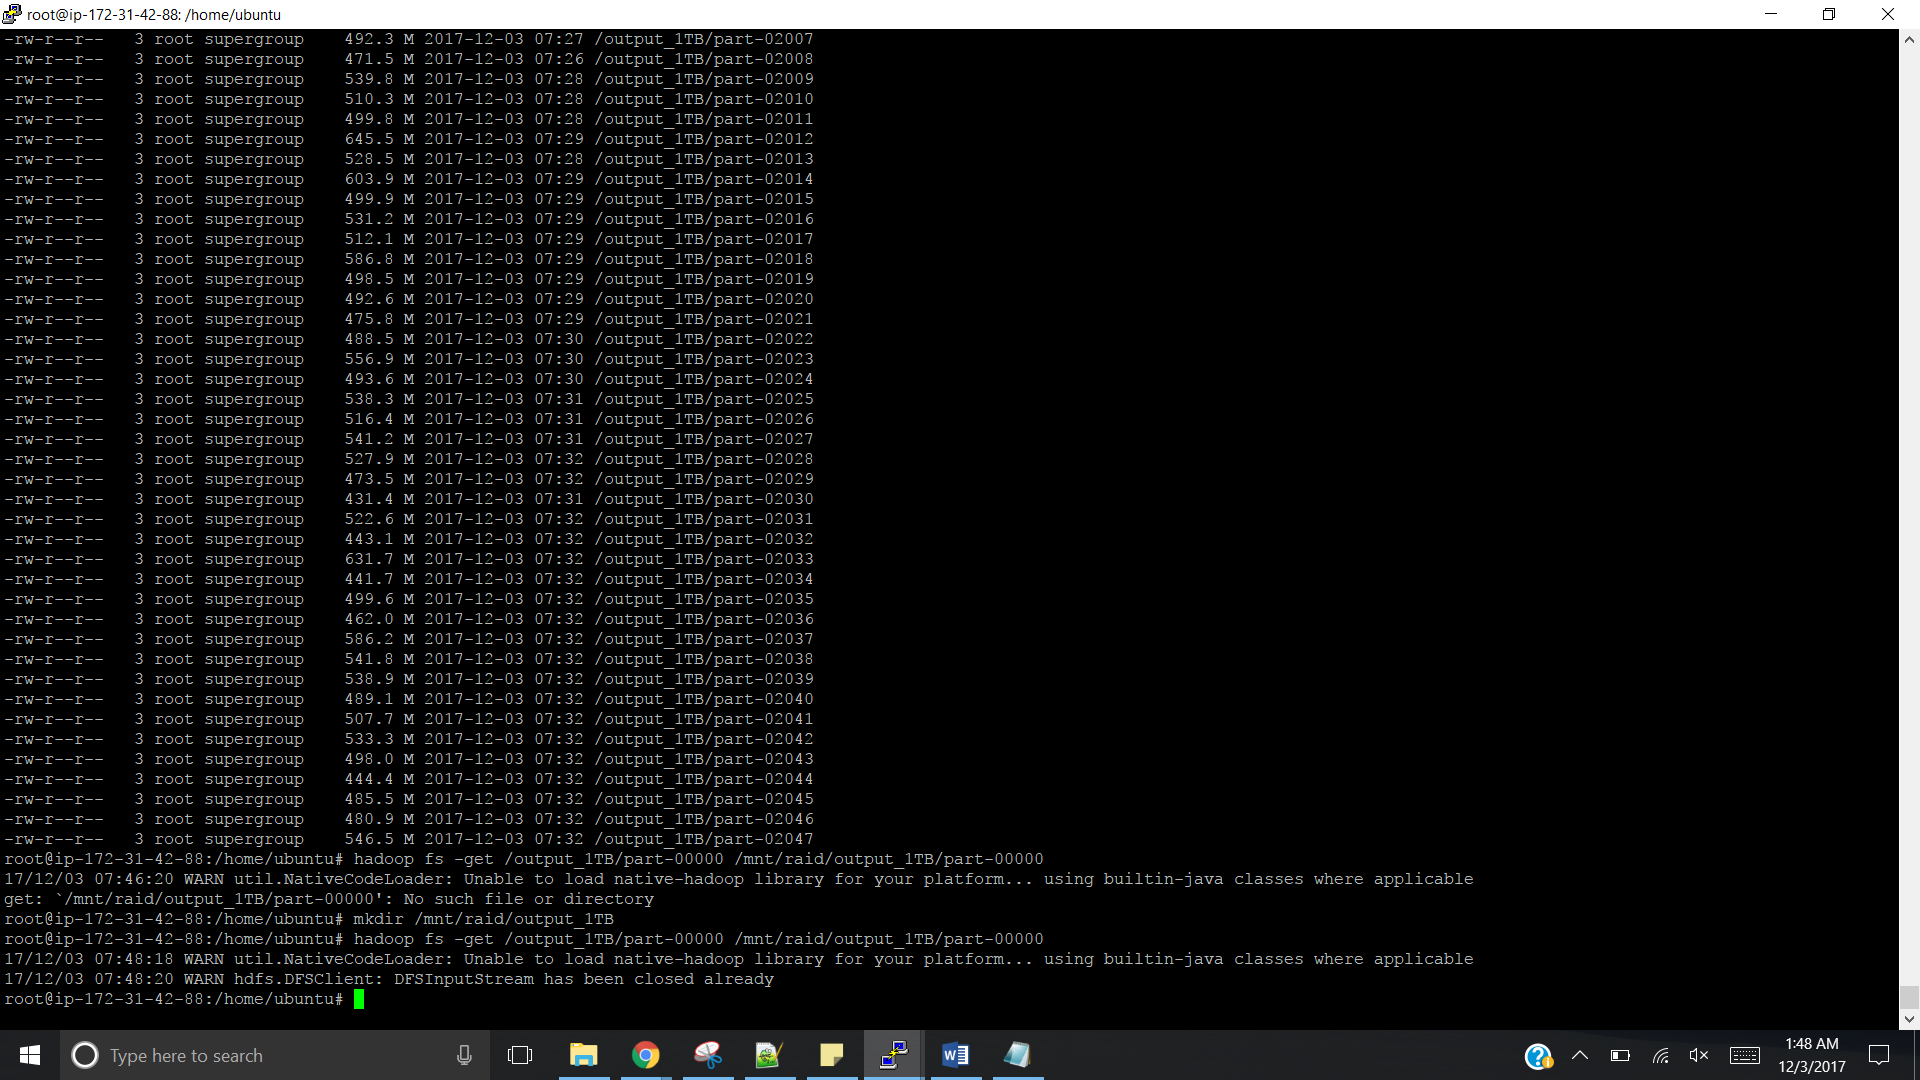 root@ip-172-31-42-88: /home/ubuntu
-rw-r--r--   3 root supergroup    492.3 M 2017-12-03 07:27 /output_1TB/part-02007
-rw-r--r--   3 root supergroup    471.5 M 2017-12-03 07:26 /output_1TB/part-02008
-rw-r--r--   3 root supergroup    539.8 M 2017-12-03 07:28 /output_1TB/part-02009
-rw-r--r--   3 root supergroup    510.3 M 2017-12-03 07:28 /output_1TB/part-02010
-rw-r--r--   3 root supergroup    499.8 M 2017-12-03 07:28 /output_1TB/part-02011
-rw-r--r--   3 root supergroup    645.5 M 2017-12-03 07:29 /output_1TB/part-02012
-rw-r--r--   3 root supergroup    528.5 M 2017-12-03 07:28 /output_1TB/part-02013
-rw-r--r--   3 root supergroup    603.9 M 2017-12-03 07:29 /output_1TB/part-02014
-rw-r--r--   3 root supergroup    499.9 M 2017-12-03 07:29 /output_1TB/part-02015
-rw-r--r--   3 root supergroup    531.2 M 2017-12-03 07:29 /output_1TB/part-02016
-rw-r--r--   3 root supergroup    512.1 M 2017-12-03 07:29 /output_1TB/part-02017
-rw-r--r--   3 root supergroup    586.8 M 2017-12-03 07:29 /output_1TB/part-02018
-rw-r--r--   3 root supergroup    498.5 M 2017-12-03 07:29 /output_1TB/part-02019
-rw-r--r--   3 root supergroup    492.6 M 2017-12-03 07:29 /output_1TB/part-02020
-rw-r--r--   3 root supergroup    475.8 M 2017-12-03 07:29 /output_1TB/part-02021
-rw-r--r--   3 root supergroup    488.5 M 2017-12-03 07:30 /output_1TB/part-02022
-rw-r--r--   3 root supergroup    556.9 M 2017-12-03 07:30 /output_1TB/part-02023
-rw-r--r--   3 root supergroup    493.6 M 2017-12-03 07:30 /output_1TB/part-02024
-rw-r--r--   3 root supergroup    538.3 M 2017-12-03 07:31 /output_1TB/part-02025
-rw-r--r--   3 root supergroup    516.4 M 2017-12-03 07:31 /output_1TB/part-02026
-rw-r--r--   3 root supergroup    541.2 M 2017-12-03 07:31 /output_1TB/part-02027
-rw-r--r--   3 root supergroup    527.9 M 2017-12-03 07:32 /output_1TB/part-02028
-rw-r--r--   3 root supergroup    473.5 M 2017-12-03 07:32 /output_1TB/part-02029
-rw-r--r--   3 root supergroup    431.4 M 2017-12-03 07:31 /output_1TB/part-02030
-rw-r--r--   3 root supergroup    522.6 M 2017-12-03 07:32 /output_1TB/part-02031
-rw-r--r--   3 root supergroup    443.1 M 2017-12-03 07:32 /output_1TB/part-02032
-rw-r--r--   3 root supergroup    631.7 M 2017-12-03 07:32 /output_1TB/part-02033
-rw-r--r--   3 root supergroup    441.7 M 2017-12-03 07:32 /output_1TB/part-02034
-rw-r--r--   3 root supergroup    499.6 M 2017-12-03 07:32 /output_1TB/part-02035
-rw-r--r--   3 root supergroup    462.0 M 2017-12-03 07:32 /output_1TB/part-02036
-rw-r--r--   3 root supergroup    586.2 M 2017-12-03 07:32 /output_1TB/part-02037
-rw-r--r--   3 root supergroup    541.8 M 2017-12-03 07:32 /output_1TB/part-02038
-rw-r--r--   3 root supergroup    538.9 M 2017-12-03 07:32 /output_1TB/part-02039
-rw-r--r--   3 root supergroup    489.1 M 2017-12-03 07:32 /output_1TB/part-02040
-rw-r--r--   3 root supergroup    507.7 M 2017-12-03 07:32 /output_1TB/part-02041
-rw-r--r--   3 root supergroup    533.3 M 2017-12-03 07:32 /output_1TB/part-02042
-rw-r--r--   3 root supergroup    498.0 M 2017-12-03 07:32 /output_1TB/part-02043
-rw-r--r--   3 root supergroup    444.4 M 2017-12-03 07:32 /output_1TB/part-02044
-rw-r--r--   3 root supergroup    485.5 M 2017-12-03 07:32 /output_1TB/part-02045
-rw-r--r--   3 root supergroup    480.9 M 2017-12-03 07:32 /output_1TB/part-02046
-rw-r--r--   3 root supergroup    546.5 M 2017-12-03 07:32 /output_1TB/part-02047
root@ip-172-31-42-88:/home/ubuntu# hadoop fs -get /output_1TB/part-00000 /mnt/raid/output_1TB/part-00000
17/12/03 07:46:20 WARN util.NativeCodeLoader: Unable to load native-hadoop library for your platform... using builtin-java classes where applicable
get: `/mnt/raid/output_1TB/part-00000': No such file or directory
root@ip-172-31-42-88:/home/ubuntu# mkdir /mnt/raid/output_1TB
root@ip-172-31-42-88:/home/ubuntu# hadoop fs -get /output_1TB/part-00000 /mnt/raid/output_1TB/part-00000
17/12/03 07:48:18 WARN util.NativeCodeLoader: Unable to load native-hadoop library for your platform... using builtin-java classes where applicable
17/12/03 07:48:20 WARN hdfs.DFSClient: DFSInputStream has been closed already
root@ip-172-31-42-88:/home/ubuntu#
Type here to search
1:48 AM
12/3/2017